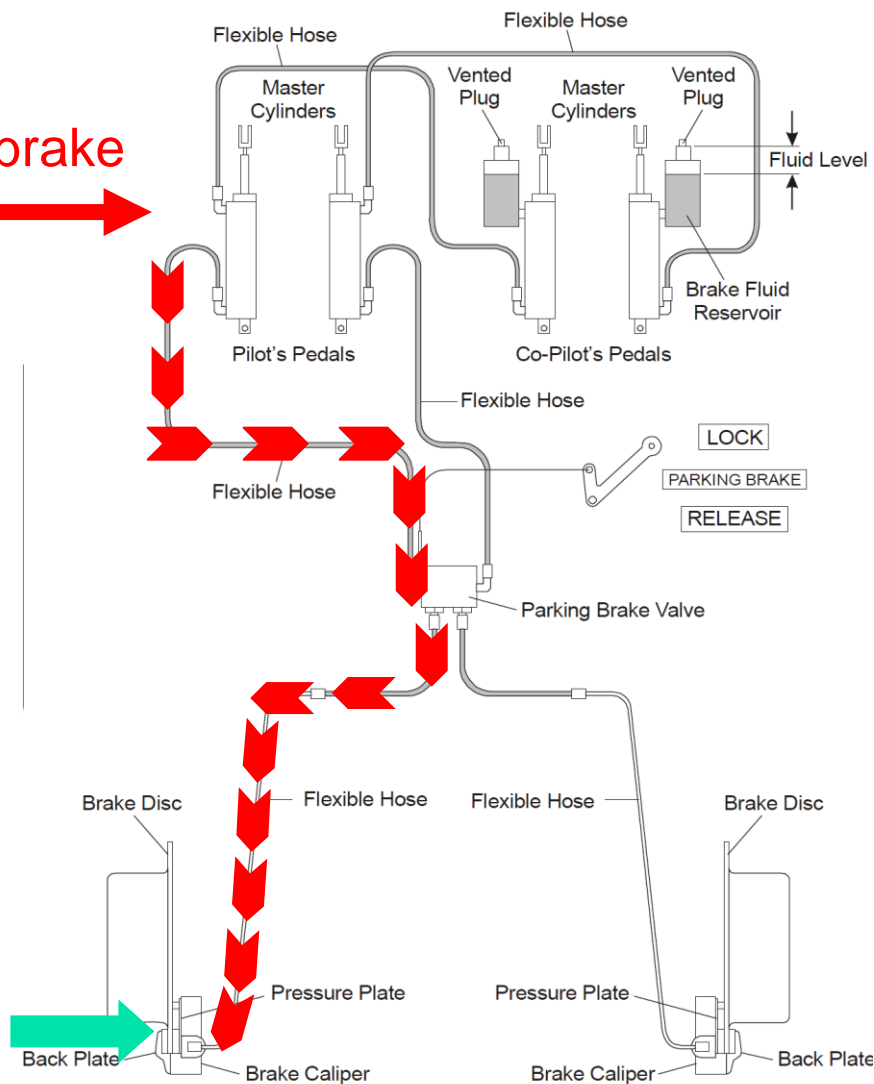 Flexible Hose
Flexible Hose
Vented
Plug
Vented
Plug
Master
Cylinders
Master
Cylinders
brake
Fluid Level
Brake Fluid
Reservoir
Pilot's Pedals
Co-Pilot's Pedals
Flexible Hose
LOCK
PARKING BRAKE
RELEASE
Flexible Hose
Parking Brake Valve
Brake Disc
Flexible Hose
Flexible Hose
Brake Disc
Pressure Plate
Pressure Plate
Back Plate
Back Plate
Brake Caliper
Brake Caliper